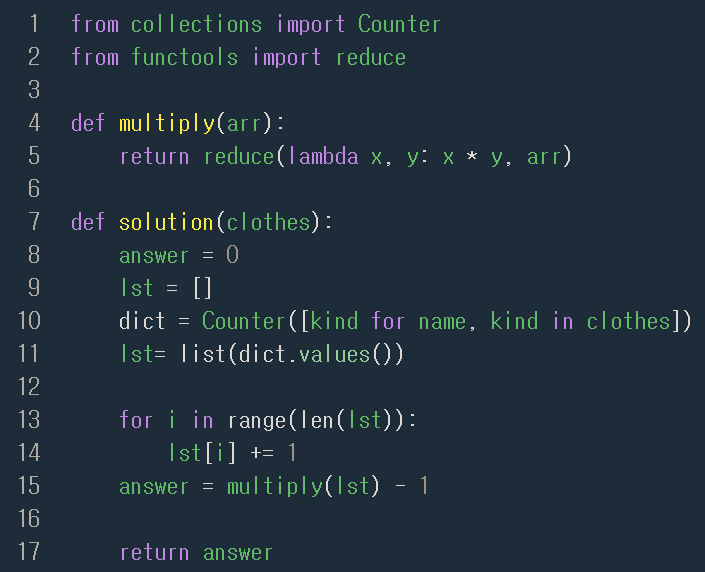 1 from collections import Counter
2 from functools import reduce
3
4 def multiply(arr):
5     return reduce(lambda x, y: x * y, arr)
6
7 def solution(clothes):
8     answer = 0
9     lst = []
10     dict = Counter([kind for name, kind in clothes])
11     lst= list(dict.values())
12
13     for i in range(len(lst)):
14         lst[i] += 1
15     answer = multiply(lst) - 1
16
17     return answer